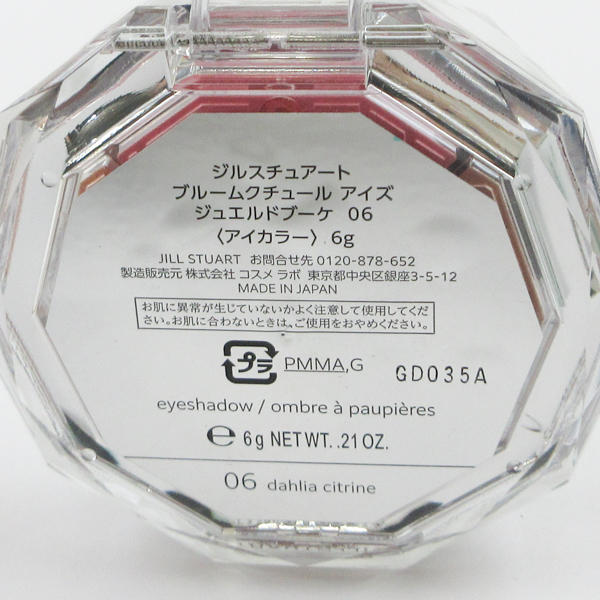 ジルスチュアート
ブルームクチュール アイズ
ジュエルドブーケ 06
〈アイカラー〉 6g
JILL STUART お問合せ先 0120-878-652
製造販売元 株式会社 コスメ ラボ 東京都中央区銀座3-5-12
MADE IN JAPAN
お肌に異常が生じていないかよく注意して使用してくだ
さい。お肌に合わないときは、ご使用をおやめください。
プラ PMMA,G GD035A
eyeshadow / ombre à paupières
℮ 6g NET WT. .21 OZ.
06 dahlia citrine